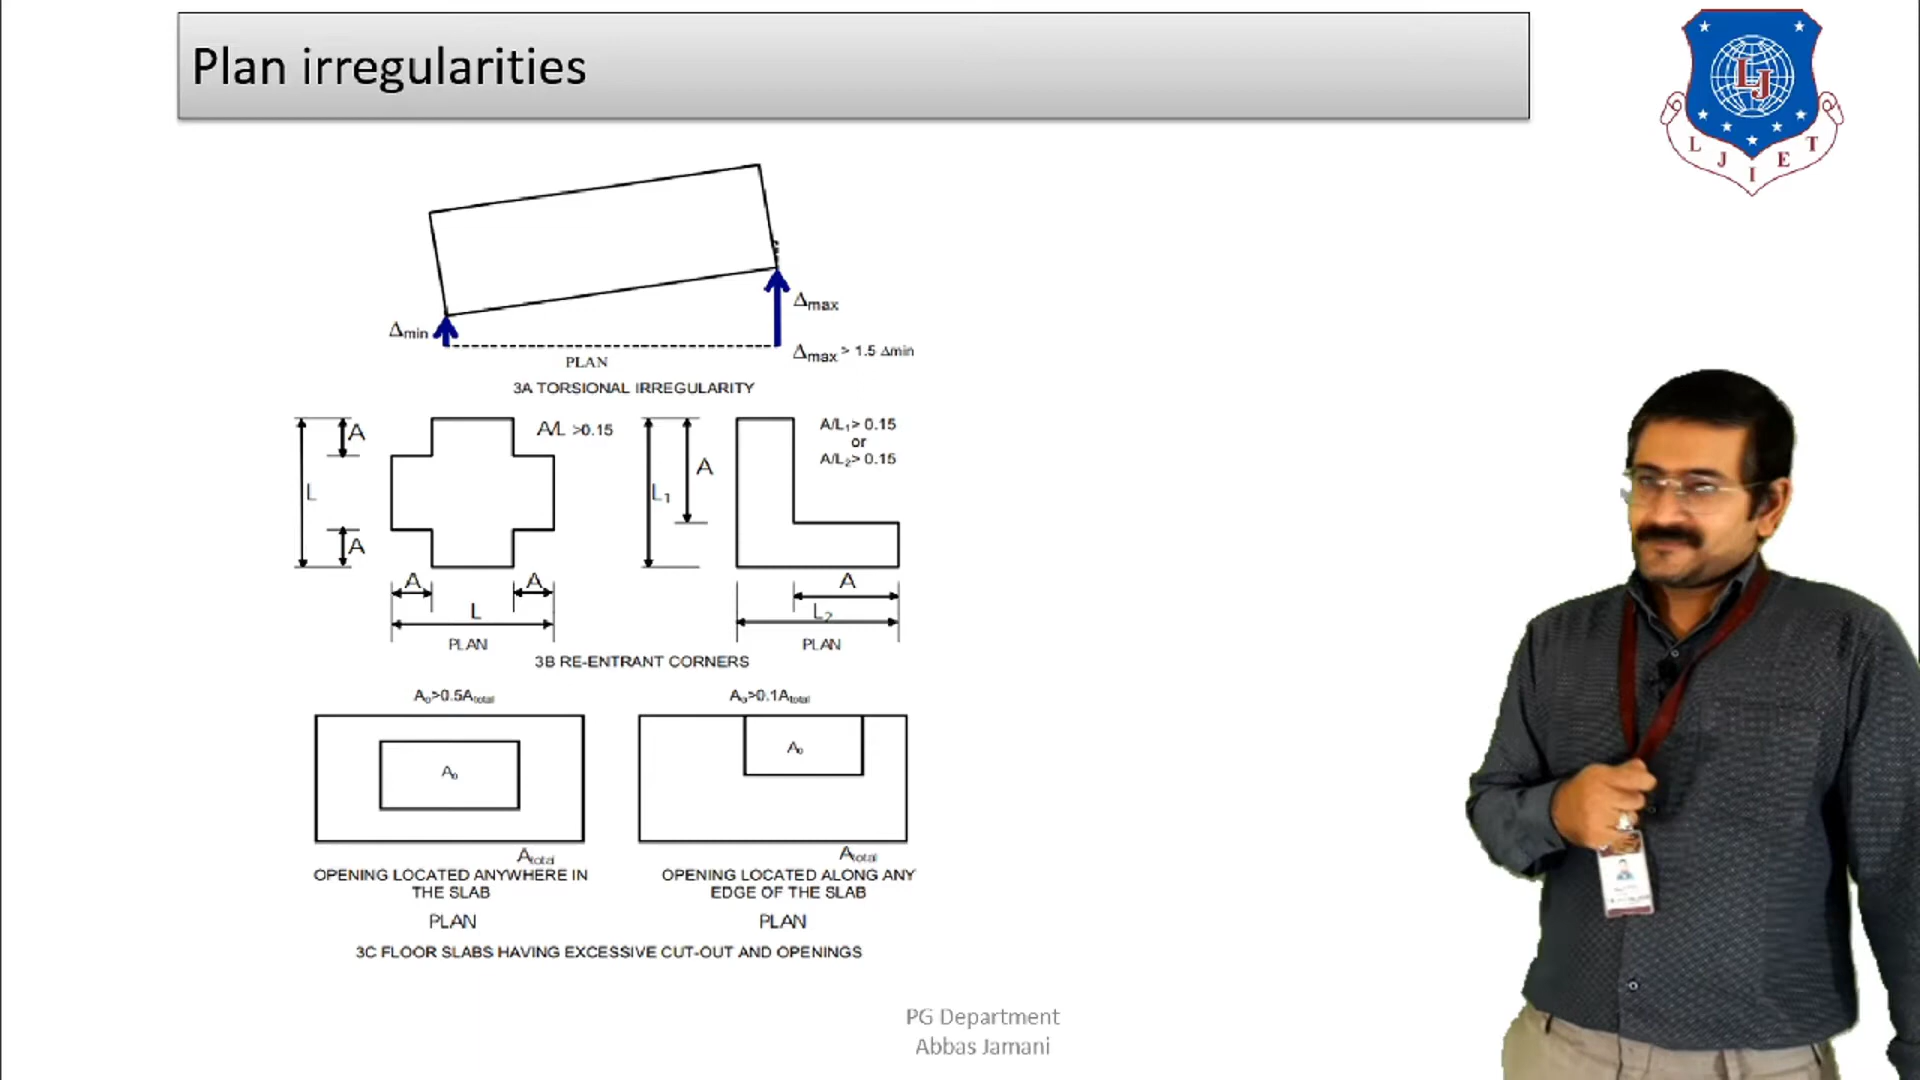 Plan irregularities
L J I E T
LJ
Δmax
Δmin
Δmax > 1.5 Δmin
PLAN
3A TORSIONAL IRREGULARITY
A
A/L >0.15
A/L₁> 0.15
or
A/L₂> 0.15
A
L
L₁
A
A A
A
L
L₂
PLAN
PLAN
3B RE-ENTRANT CORNERS
Aₒ>0.5Atotal
Aₒ>0.1Atotal
Aₒ
Aₒ
Atotal
Atotal
OPENING LOCATED ANYWHERE IN
THE SLAB
PLAN
OPENING LOCATED ALONG ANY
EDGE OF THE SLAB
PLAN
3C FLOOR SLABS HAVING EXCESSIVE CUT-OUT AND OPENINGS
PG Department
Abbas Jamani